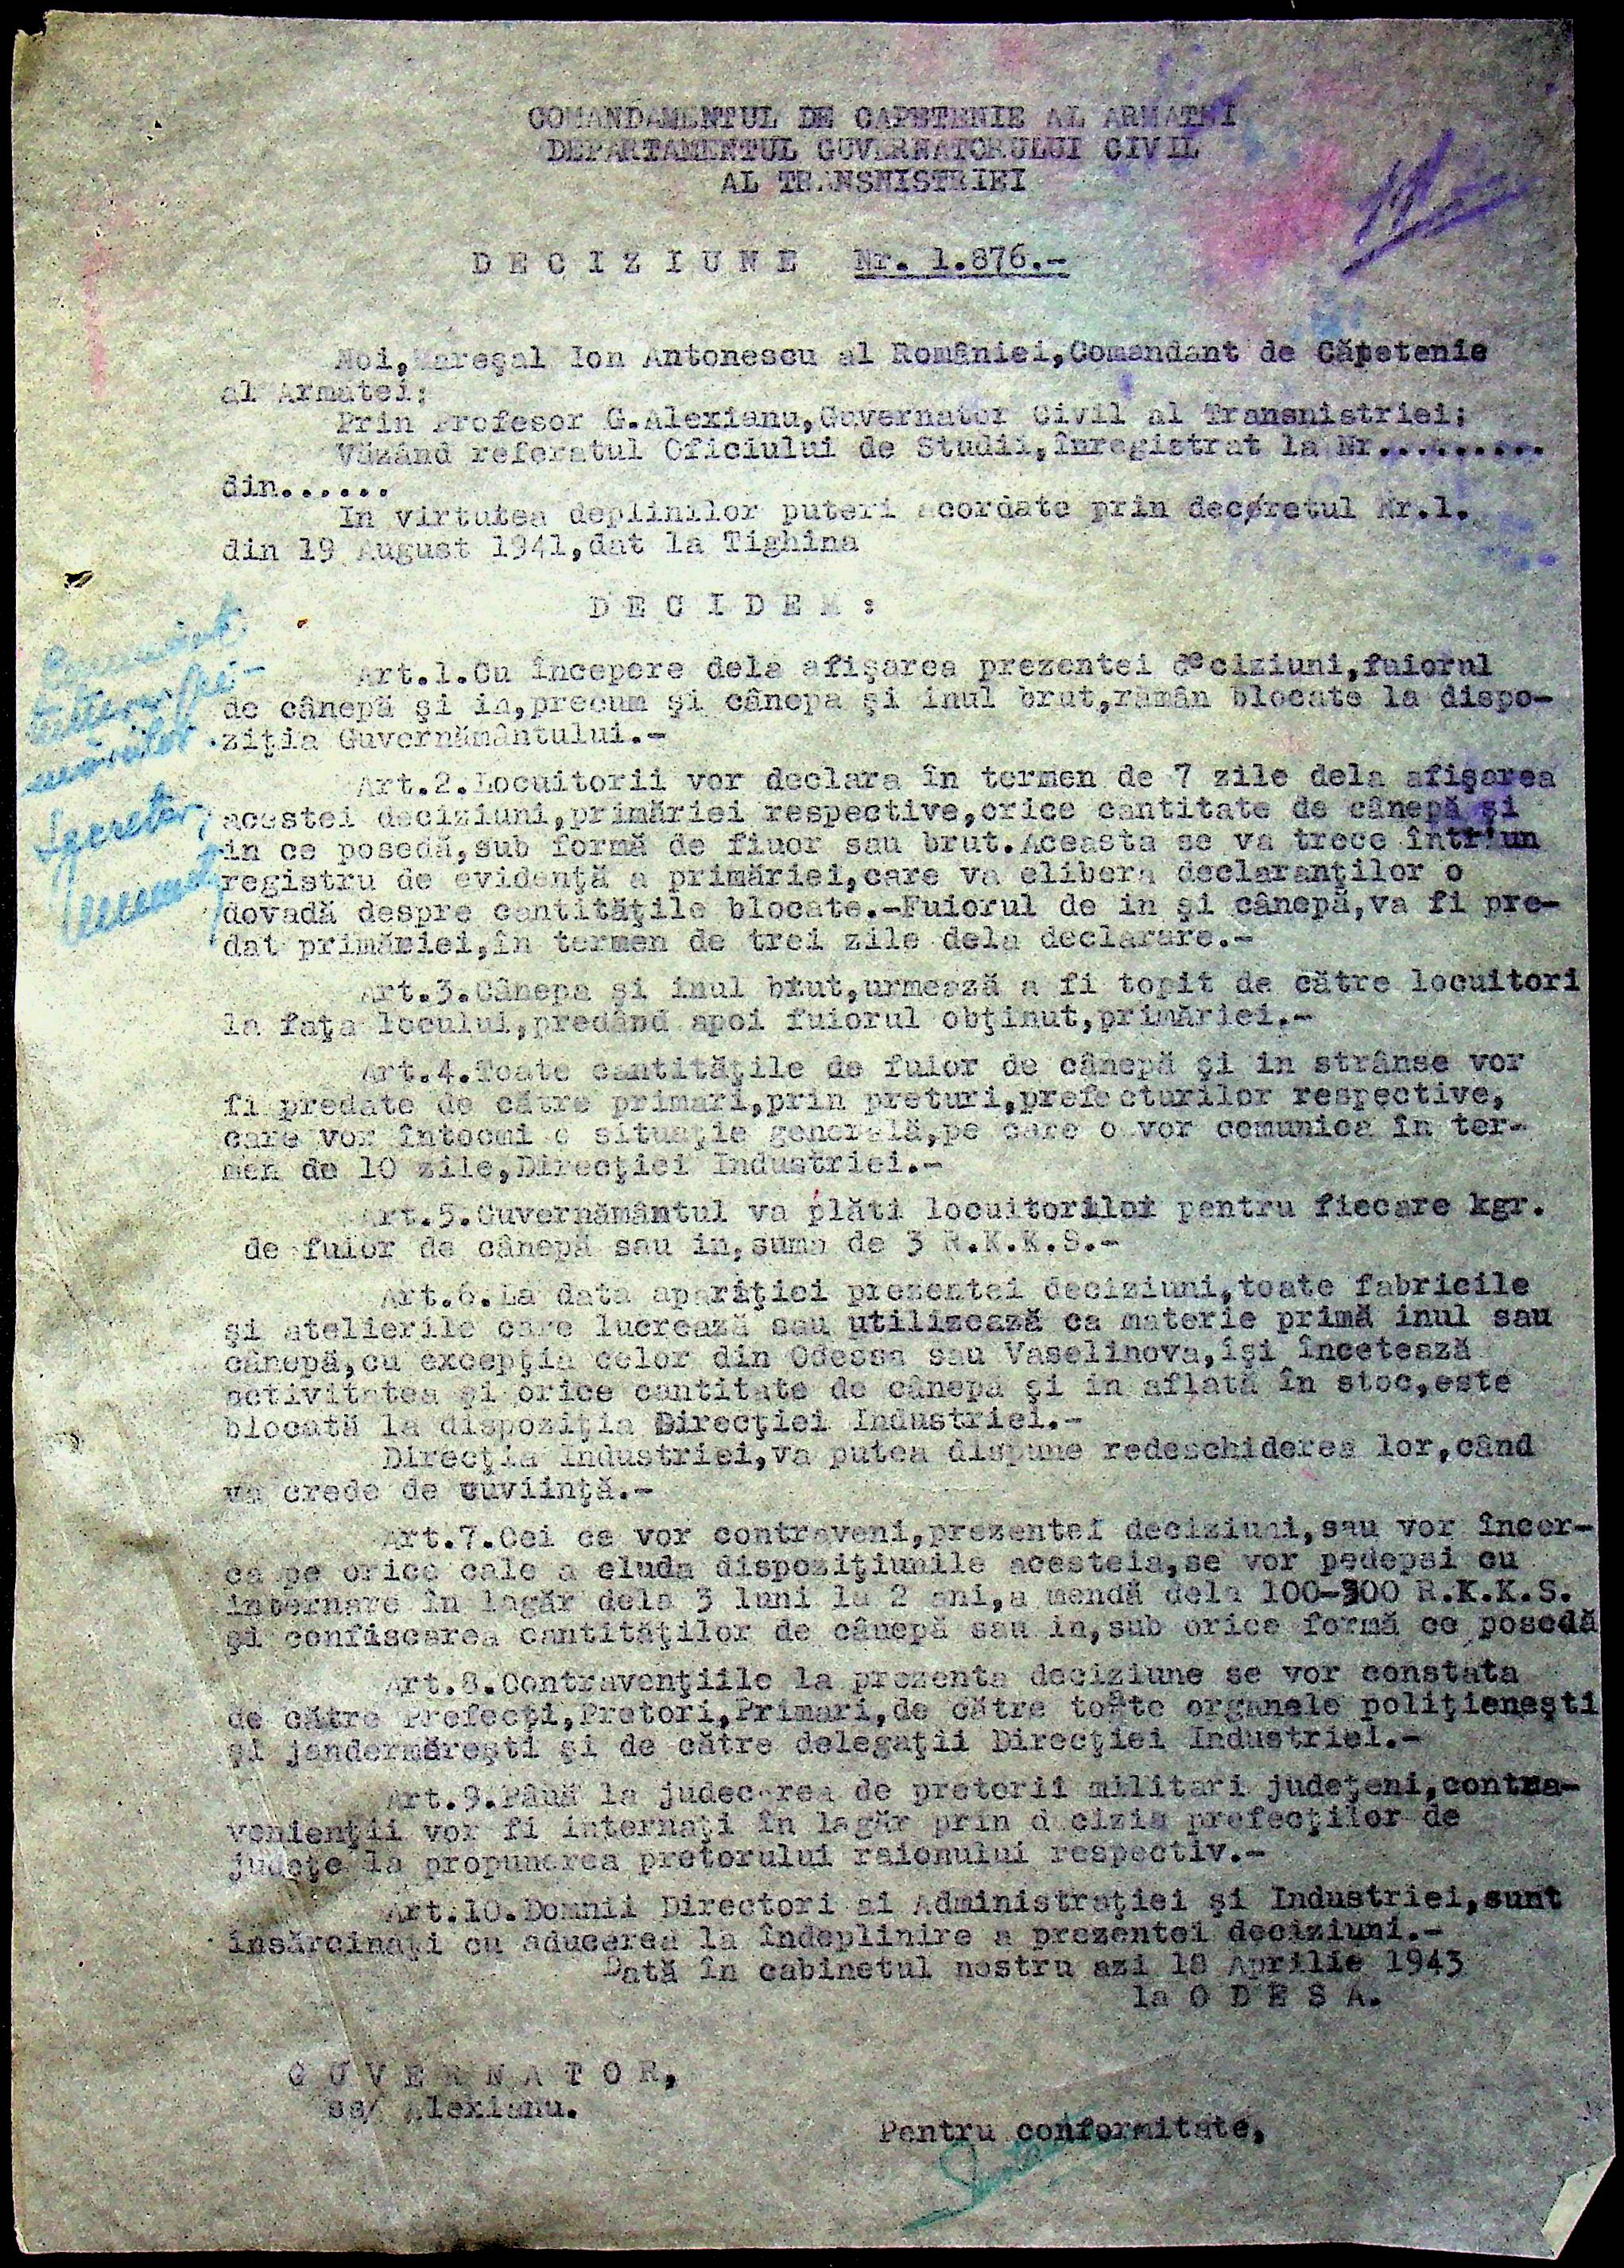 COMANDAMENTUL DE CAPETENIE AL ARMATEI
DEPARTAMENTUL GUVERNATORULUI CIVIL
AL TRANSNISTRIEI
D E C I Z I U N E Nr. 1.876.-
Noi,Mareşal Ion Antonescu al României,Comandant de Căpetenie
al Armatei;
Prin Profesor G.Alexianu,Guvernator Civil al Transnistriei;
Văzând referatul Oficiului de Studii,înregistrat la Nr.........
din......
In virtutea deplinilor puteri acordate prin decøretul Nr.1.
din 19 August 1941,dat la Tighina
D E C I D E M :
Art.1.Cu începere dela afişarea prezentei deciziuni,fuiorul
de cânepă şi in,precum şi cânepa şi inul brut,rămân blocate la dispo-
ziţia Guvernământului.-
Art.2.Locuitorii vor declara în termen de 7 zile dela afişarea
acestei deciziuni,primăriei respective,orice cantitate de cânepă şi
in ce posedă,sub formă de fiuor sau brut.Aceasta se va trece într'un
registru de evidenţă a primăriei,care va elibera declaranţilor o
dovadă despre cantităţile blocate.-Fuiorul de in şi cânepă,va fi pre-
dat primăriei,în termen de trei zile dela declarare.-
Secretar,
Art.3.Cânepa şi inul brut,urmează a fi topit de către locuitori
la faţa locului,predând apoi fuiorul obţinut,primăriei.-
Art.4.Toate cantităţile de fuior de cânepă şi in strânse vor
fi predate de către primari,prin preturi,prefecturilor respective,
care vor întocmi o situaţie generală,pe care o vor comunica în ter-
men de 10 zile,Direcţiei Industriei.-
Art.5.Guvernământul va plăti locuitorilor pentru fiecare kgr.
de fuior de cânepă sau in,suma de 3 R.K.K.S.-
Art.6.La data apariţiei prezentei deciziuni,toate fabricile
şi atelierile care lucrează sau utilizează ca materie primă inul sau
cânepă,cu excepţia celor din Odessa sau Vaselinova,îşi încetează
activitatea şi orice cantitate de cânepă şi in aflată în stoc,este
blocată la dispoziţia Direcţiei Industriei.-
Direcţia Industriei,va putea dispune redeschiderea lor,când
va crede de cuviinţă.-
Art.7.Cei ce vor contraveni,prezentei deciziuni,sau vor încer-
ca pe orice cale a eluda dispoziţiunile acesteia,se vor pedepsi cu
internare în lagăr dela 3 luni la 2 ani,a mendă dela 100-300 R.K.K.S.
şi confiscarea cantităţilor de cânepă sau in,sub orice formă ce posedă
Art.8.Contravenţiile la prezenta deciziune se vor constata
de către Prefecţi,Pretori,Primari,de către toate organele poliţieneşti
şi jandermăreşti şi de către delegaţii Direcţiei Industriei.-
Art.9.Până la judecarea de pretorii militari judeţeni,contra-
venienţii vor fi internaţi în lagăr prin decizia prefecţilor de
judeţe la propunerea pretorului raionului respectiv.-
Art.10.Domnii Directori ai Administraţiei şi Industriei,sunt
însărcinaţi cu aducerea la îndeplinire a prezentei deciziuni.-
Dată în cabinetul nostru azi 18 Aprilie 1943
la O D E S A.
G U V E R N A T O R,
ss/ Alexianu.
Pentru conformitate,